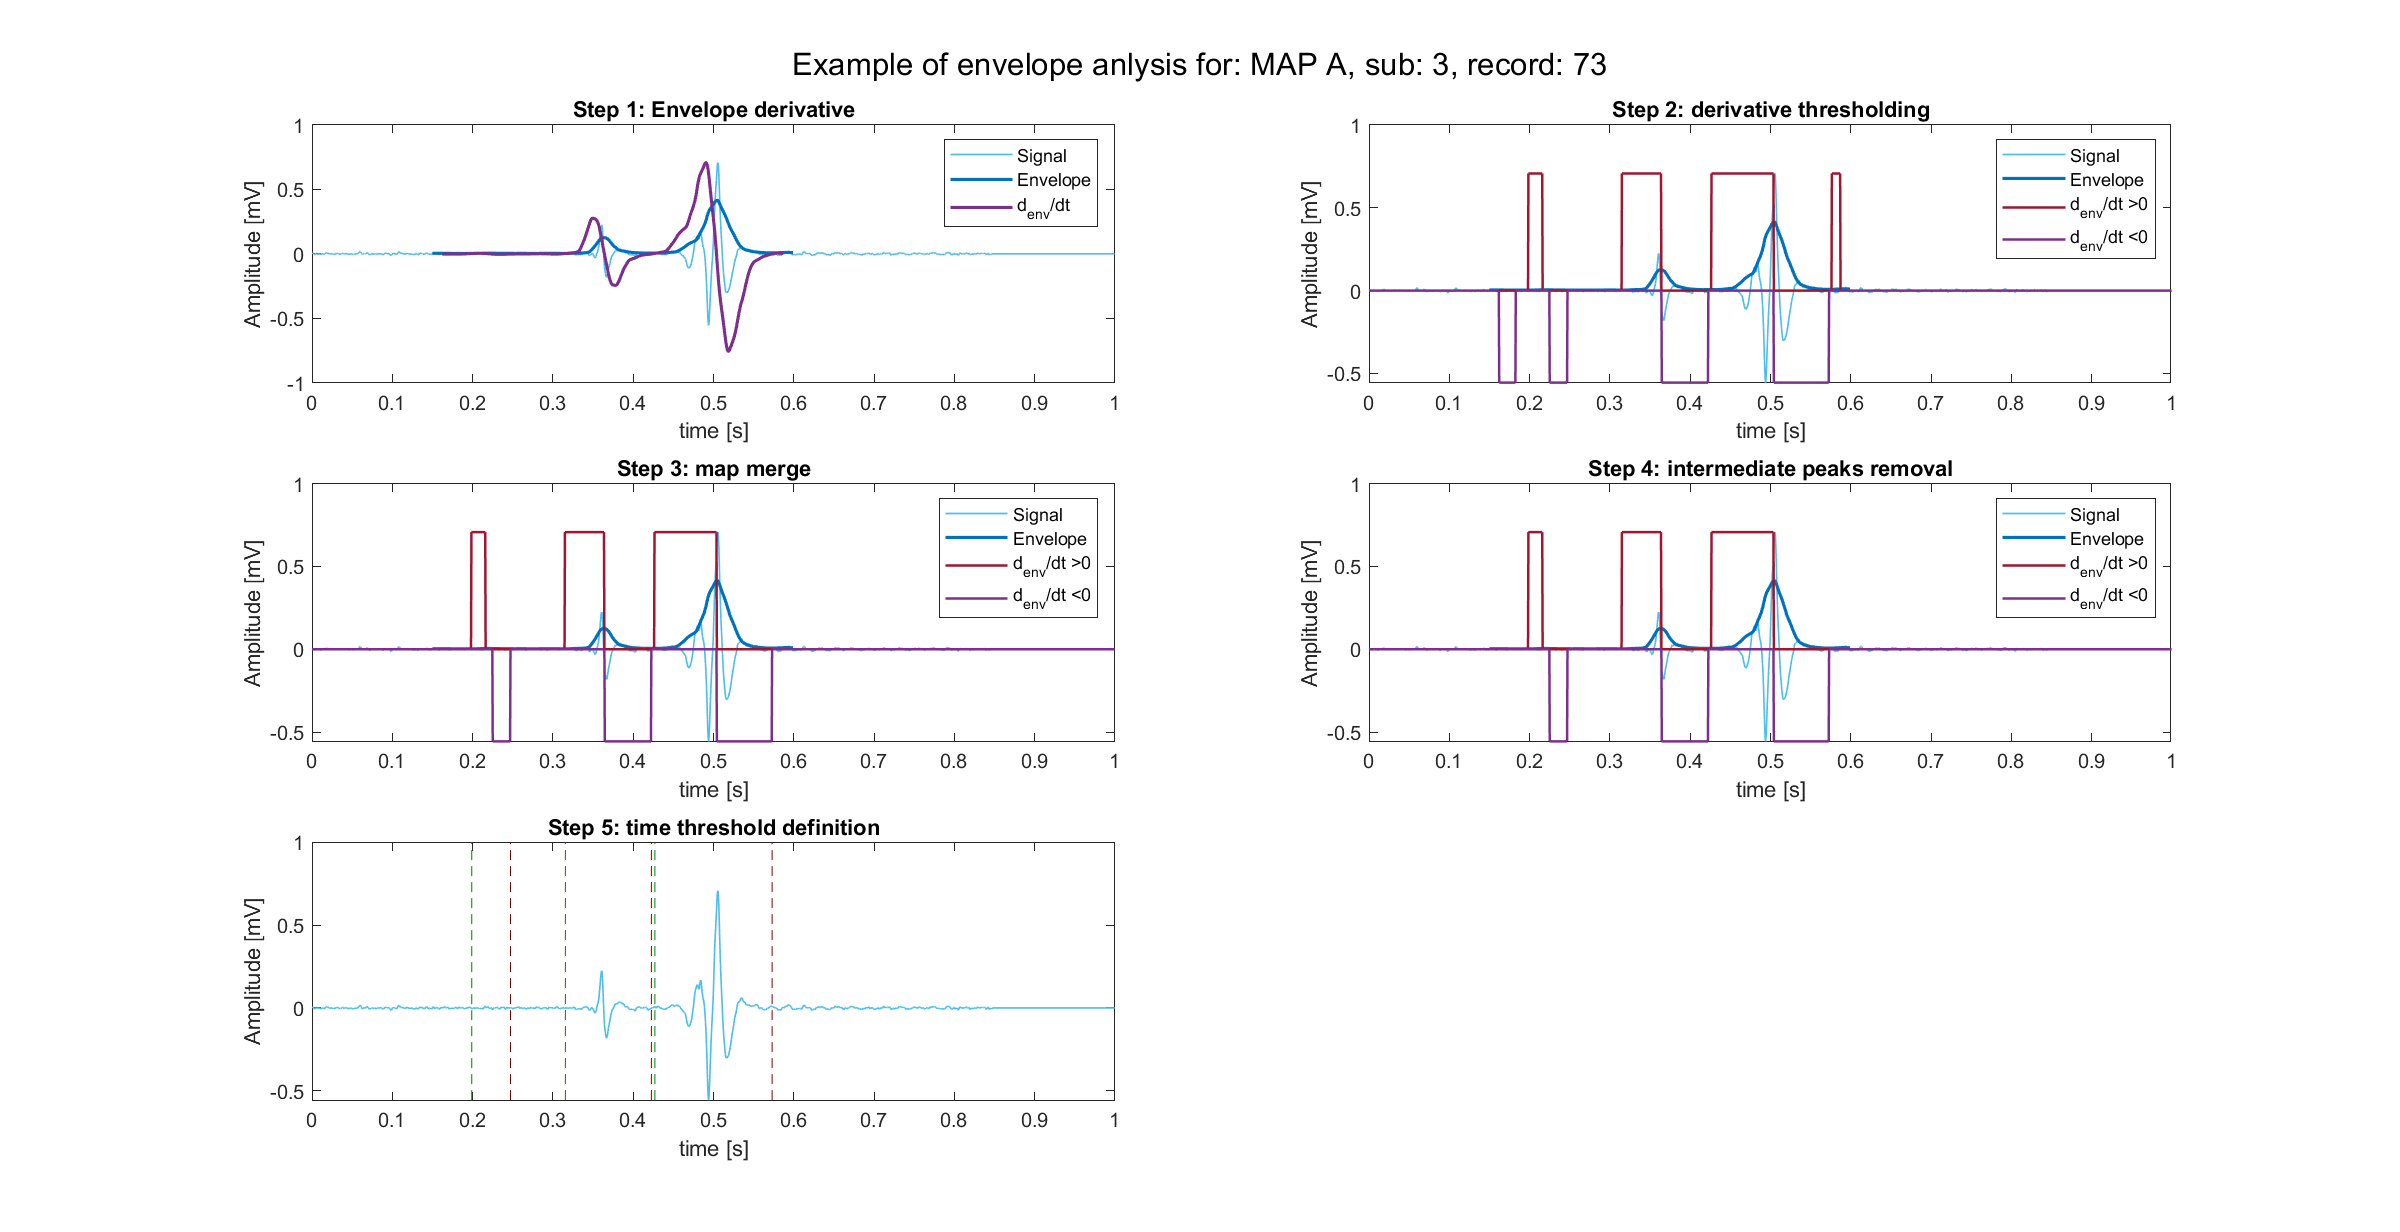 Example of envelope anlysis for: MAP A, sub: 3, record: 73
Step 1: Envelope derivative
1
0.5
0
-0.5
-1
Amplitude [mV]
0 0.1 0.2 0.3 0.4 0.5 0.6 0.7 0.8 0.9 1
time [s]
Signal
Envelope
d_env/dt
Step 2: derivative thresholding
1
0.5
0
-0.5
Amplitude [mV]
0 0.1 0.2 0.3 0.4 0.5 0.6 0.7 0.8 0.9 1
time [s]
Signal
Envelope
d_env/dt >0
d_env/dt <0
Step 3: map merge
1
0.5
0
-0.5
Amplitude [mV]
0 0.1 0.2 0.3 0.4 0.5 0.6 0.7 0.8 0.9 1
time [s]
Signal
Envelope
d_env/dt >0
d_env/dt <0
Step 4: intermediate peaks removal
1
0.5
0
-0.5
Amplitude [mV]
0 0.1 0.2 0.3 0.4 0.5 0.6 0.7 0.8 0.9 1
time [s]
Signal
Envelope
d_env/dt >0
d_env/dt <0
Step 5: time threshold definition
1
0.5
0
-0.5
Amplitude [mV]
0 0.1 0.2 0.3 0.4 0.5 0.6 0.7 0.8 0.9 1
time [s]